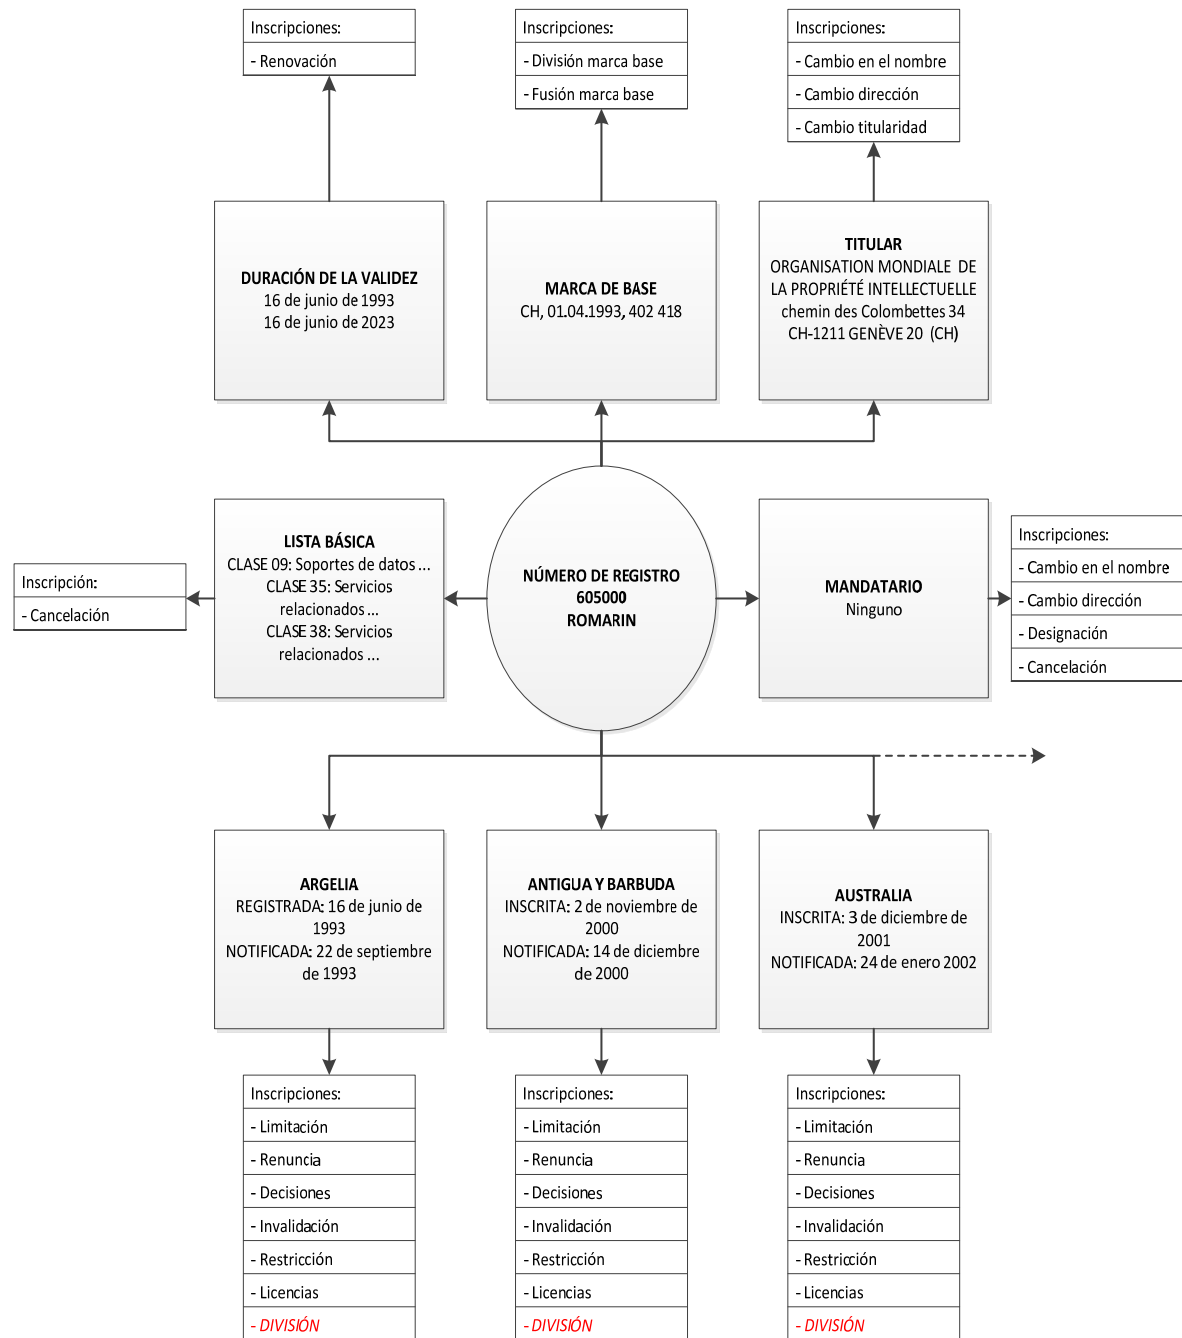 Inscripciones:
- Renovación
Inscripciones:
- División marca base
- Fusión marca base
Inscripciones:
- Cambio en el nombre
- Cambio dirección
- Cambio titularidad
DURACIÓN DE LA VALIDEZ
16 de junio de 1993
16 de junio de 2023
MARCA DE BASE
CH, 01.04.1993, 402 418
TITULAR
ORGANISATION MONDIALE DE
LA PROPRIÉTÉ INTELLECTUELLE
chemin des Colombettes 34
CH-1211 GENÈVE 20 (CH)
Inscripción:
- Cancelación
LISTA BÁSICA
CLASE 09: Soportes de datos ...
CLASE 35: Servicios
relacionados ...
CLASE 38: Servicios
relacionados ...
NÚMERO DE REGISTRO
605000
ROMARIN
MANDATARIO
Ninguno
Inscripciones:
- Cambio en el nombre
- Cambio dirección
- Designación
- Cancelación
ARGELIA
REGISTRADA: 16 de junio de
1993
NOTIFICADA: 22 de septiembre
de 1993
ANTIGUA Y BARBUDA
INSCRITA: 2 de noviembre de
2000
NOTIFICADA: 14 de diciembre
de 2000
AUSTRALIA
INSCRITA: 3 de diciembre de
2001
NOTIFICADA: 24 de enero 2002
Inscripciones:
- Limitación
- Renuncia
- Decisiones
- Invalidación
- Restricción
- Licencias
- DIVISIÓN
Inscripciones:
- Limitación
- Renuncia
- Decisiones
- Invalidación
- Restricción
- Licencias
- DIVISIÓN
Inscripciones:
- Limitación
- Renuncia
- Decisiones
- Invalidación
- Restricción
- Licencias
- DIVISIÓN